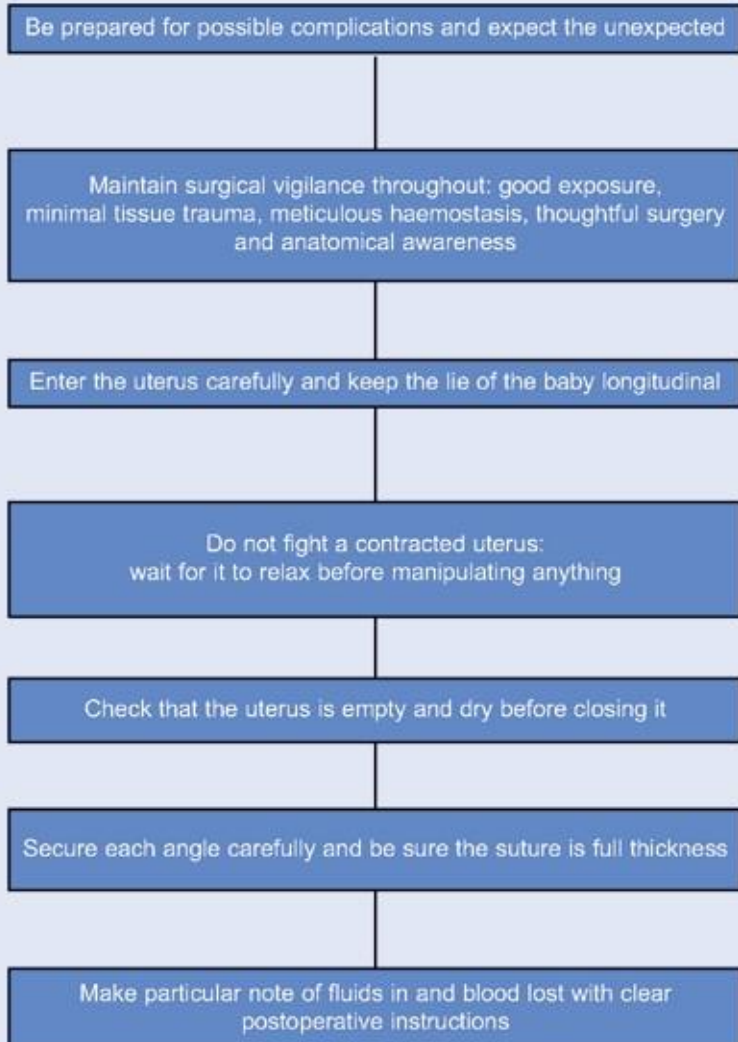 Be prepared for possible complications and expect the unexpected
Maintain surgical vigilance throughout: good exposure,
minimal tissue trauma, meticulous haemostasis, thoughtful surgery
and anatomical awareness
Enter the uterus carefully and keep the lie of the baby longitudinal
Do not fight a contracted uterus:
wait for it to relax before manipulating anything
Check that the uterus is empty and dry before closing it
Secure each angle carefully and be sure the suture is full thickness
Make particular note of fluids in and blood lost with clear
postoperative instructions